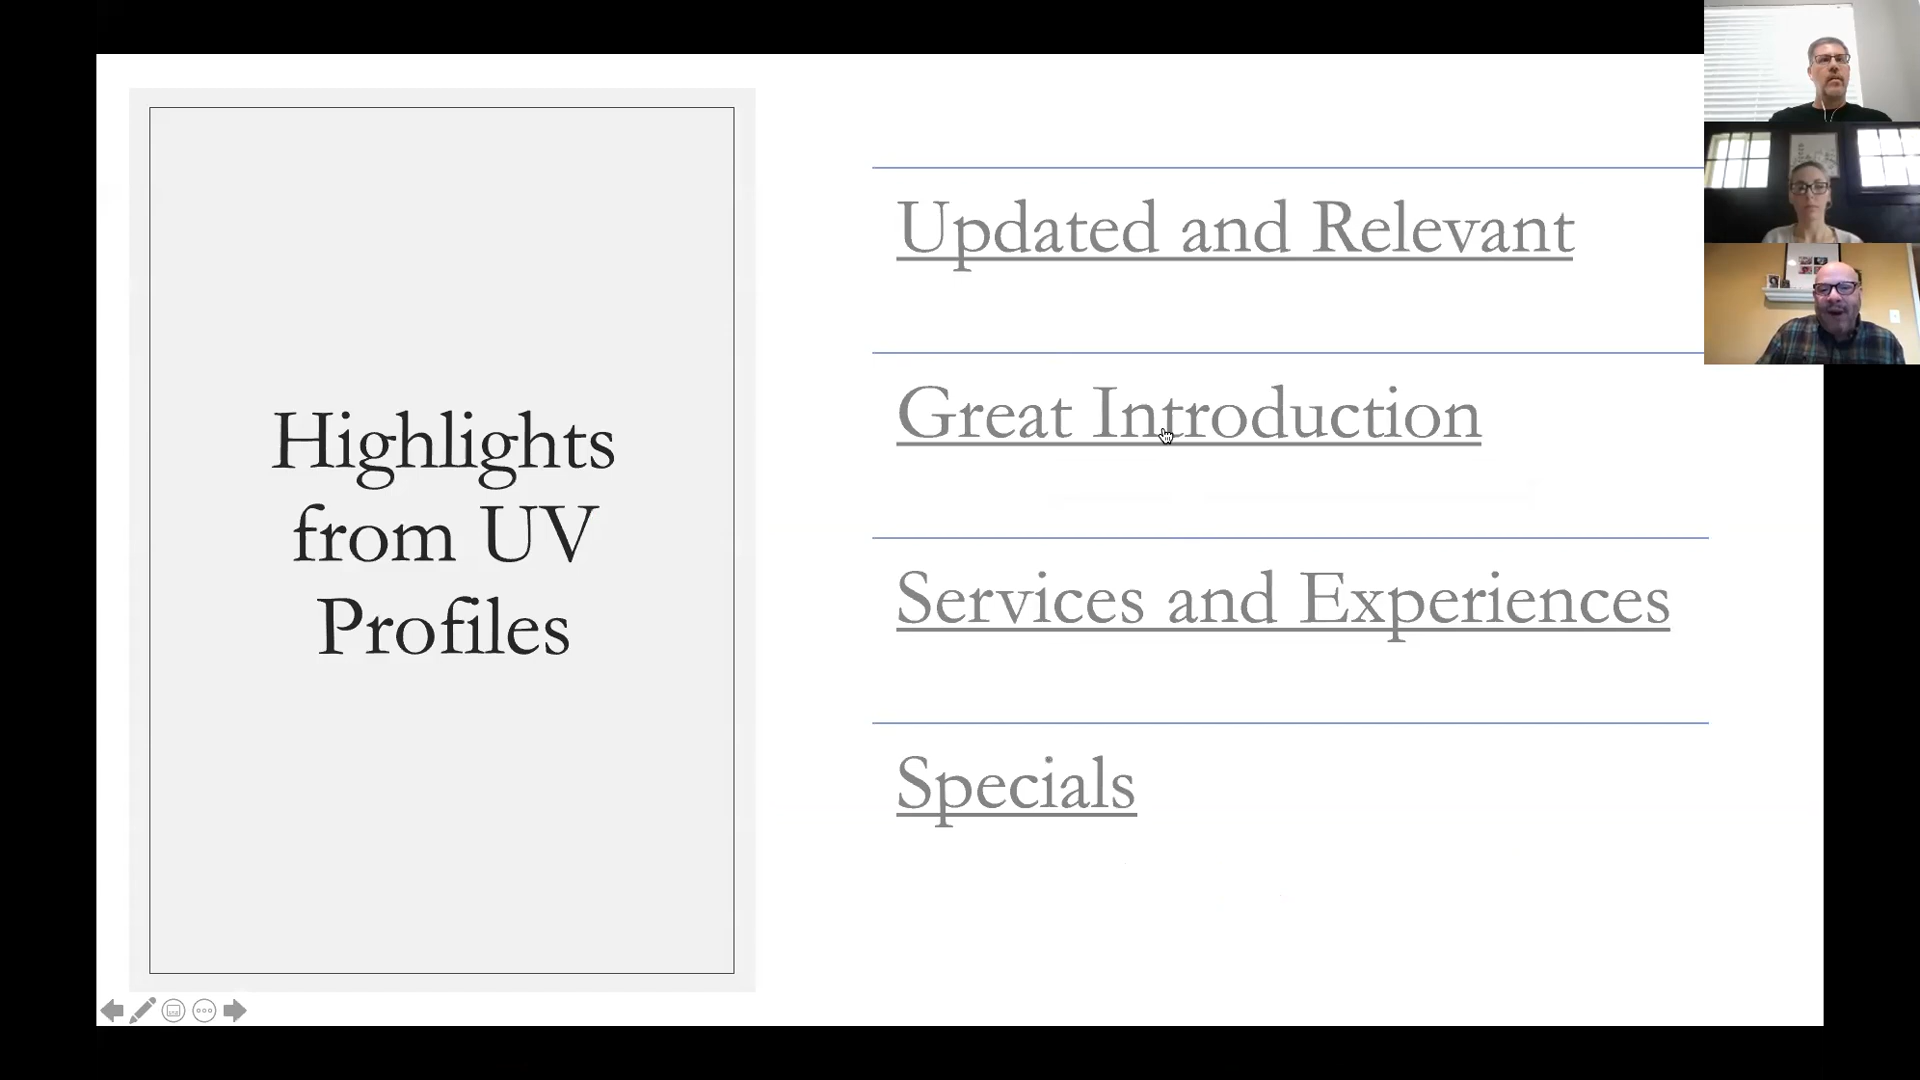 Highlights
from UV
Profiles
Updated and Relevant
Great Introduction
Services and Experiences
Specials